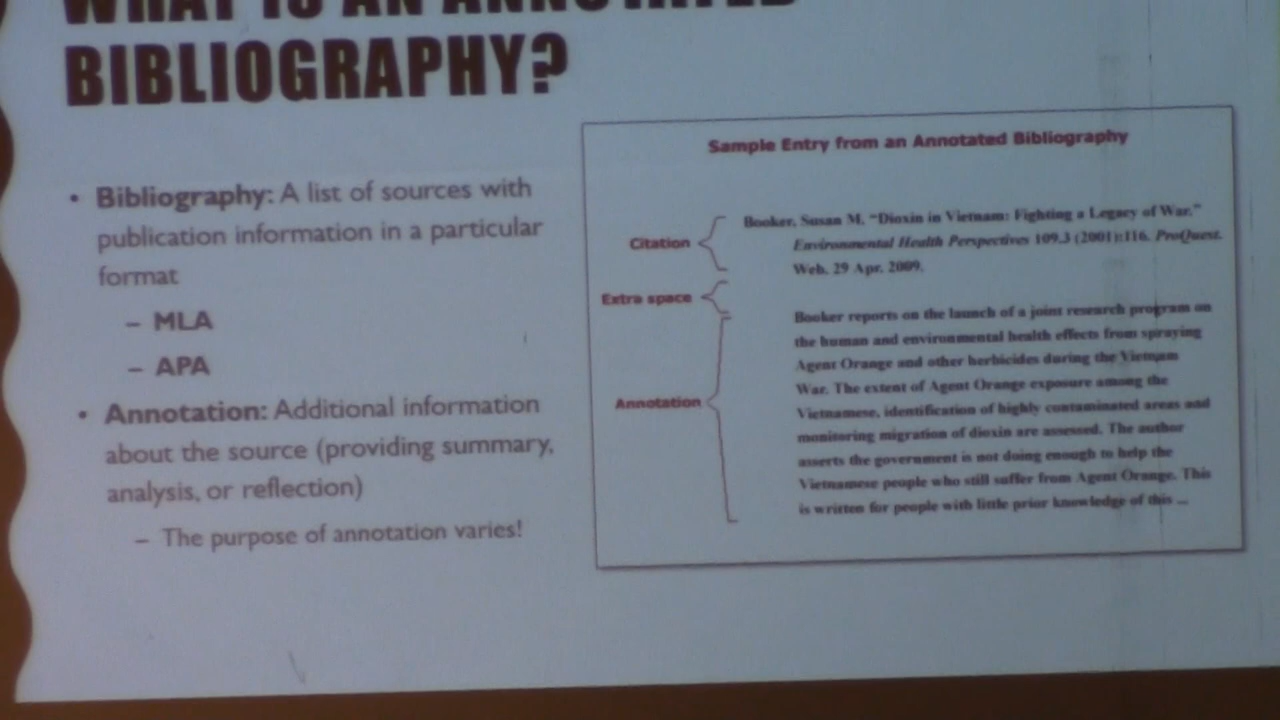 WHAT IS AN ANNOTATED
BIBLIOGRAPHY?
• Bibliography: A list of sources with
publication information in a particular
format
– MLA
– APA
• Annotation: Additional information
about the source (providing summary,
analysis, or reflection)
– The purpose of annotation varies!
Sample Entry from an Annotated Bibliography
Citation
Booker, Susan M. "Dioxin in Vietnam: Fighting a Legacy of War."
Environmental Health Perspectives 109.3 (2001):116. ProQuest.
Web. 29 Apr. 2009.
Extra space
Annotation
Booker reports on the launch of a joint research program on
the human and environmental health effects from spraying
Agent Orange and other herbicides during the Vietnam
War. The extent of Agent Orange exposure among the
Vietnamese, identification of highly contaminated areas and
monitoring migration of dioxin are assessed. The author
asserts the government is not doing enough to help the
Vietnamese people who still suffer from Agent Orange. This
is written for people with little prior knowledge of this ...